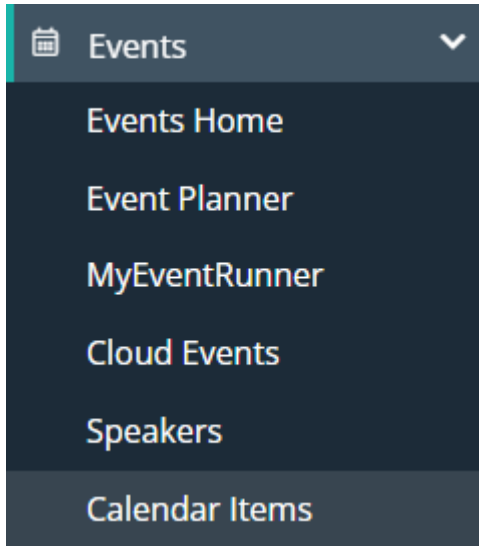 Events
Events Home
Event Planner
MyEventRunner
Cloud Events
Speakers
Calendar Items